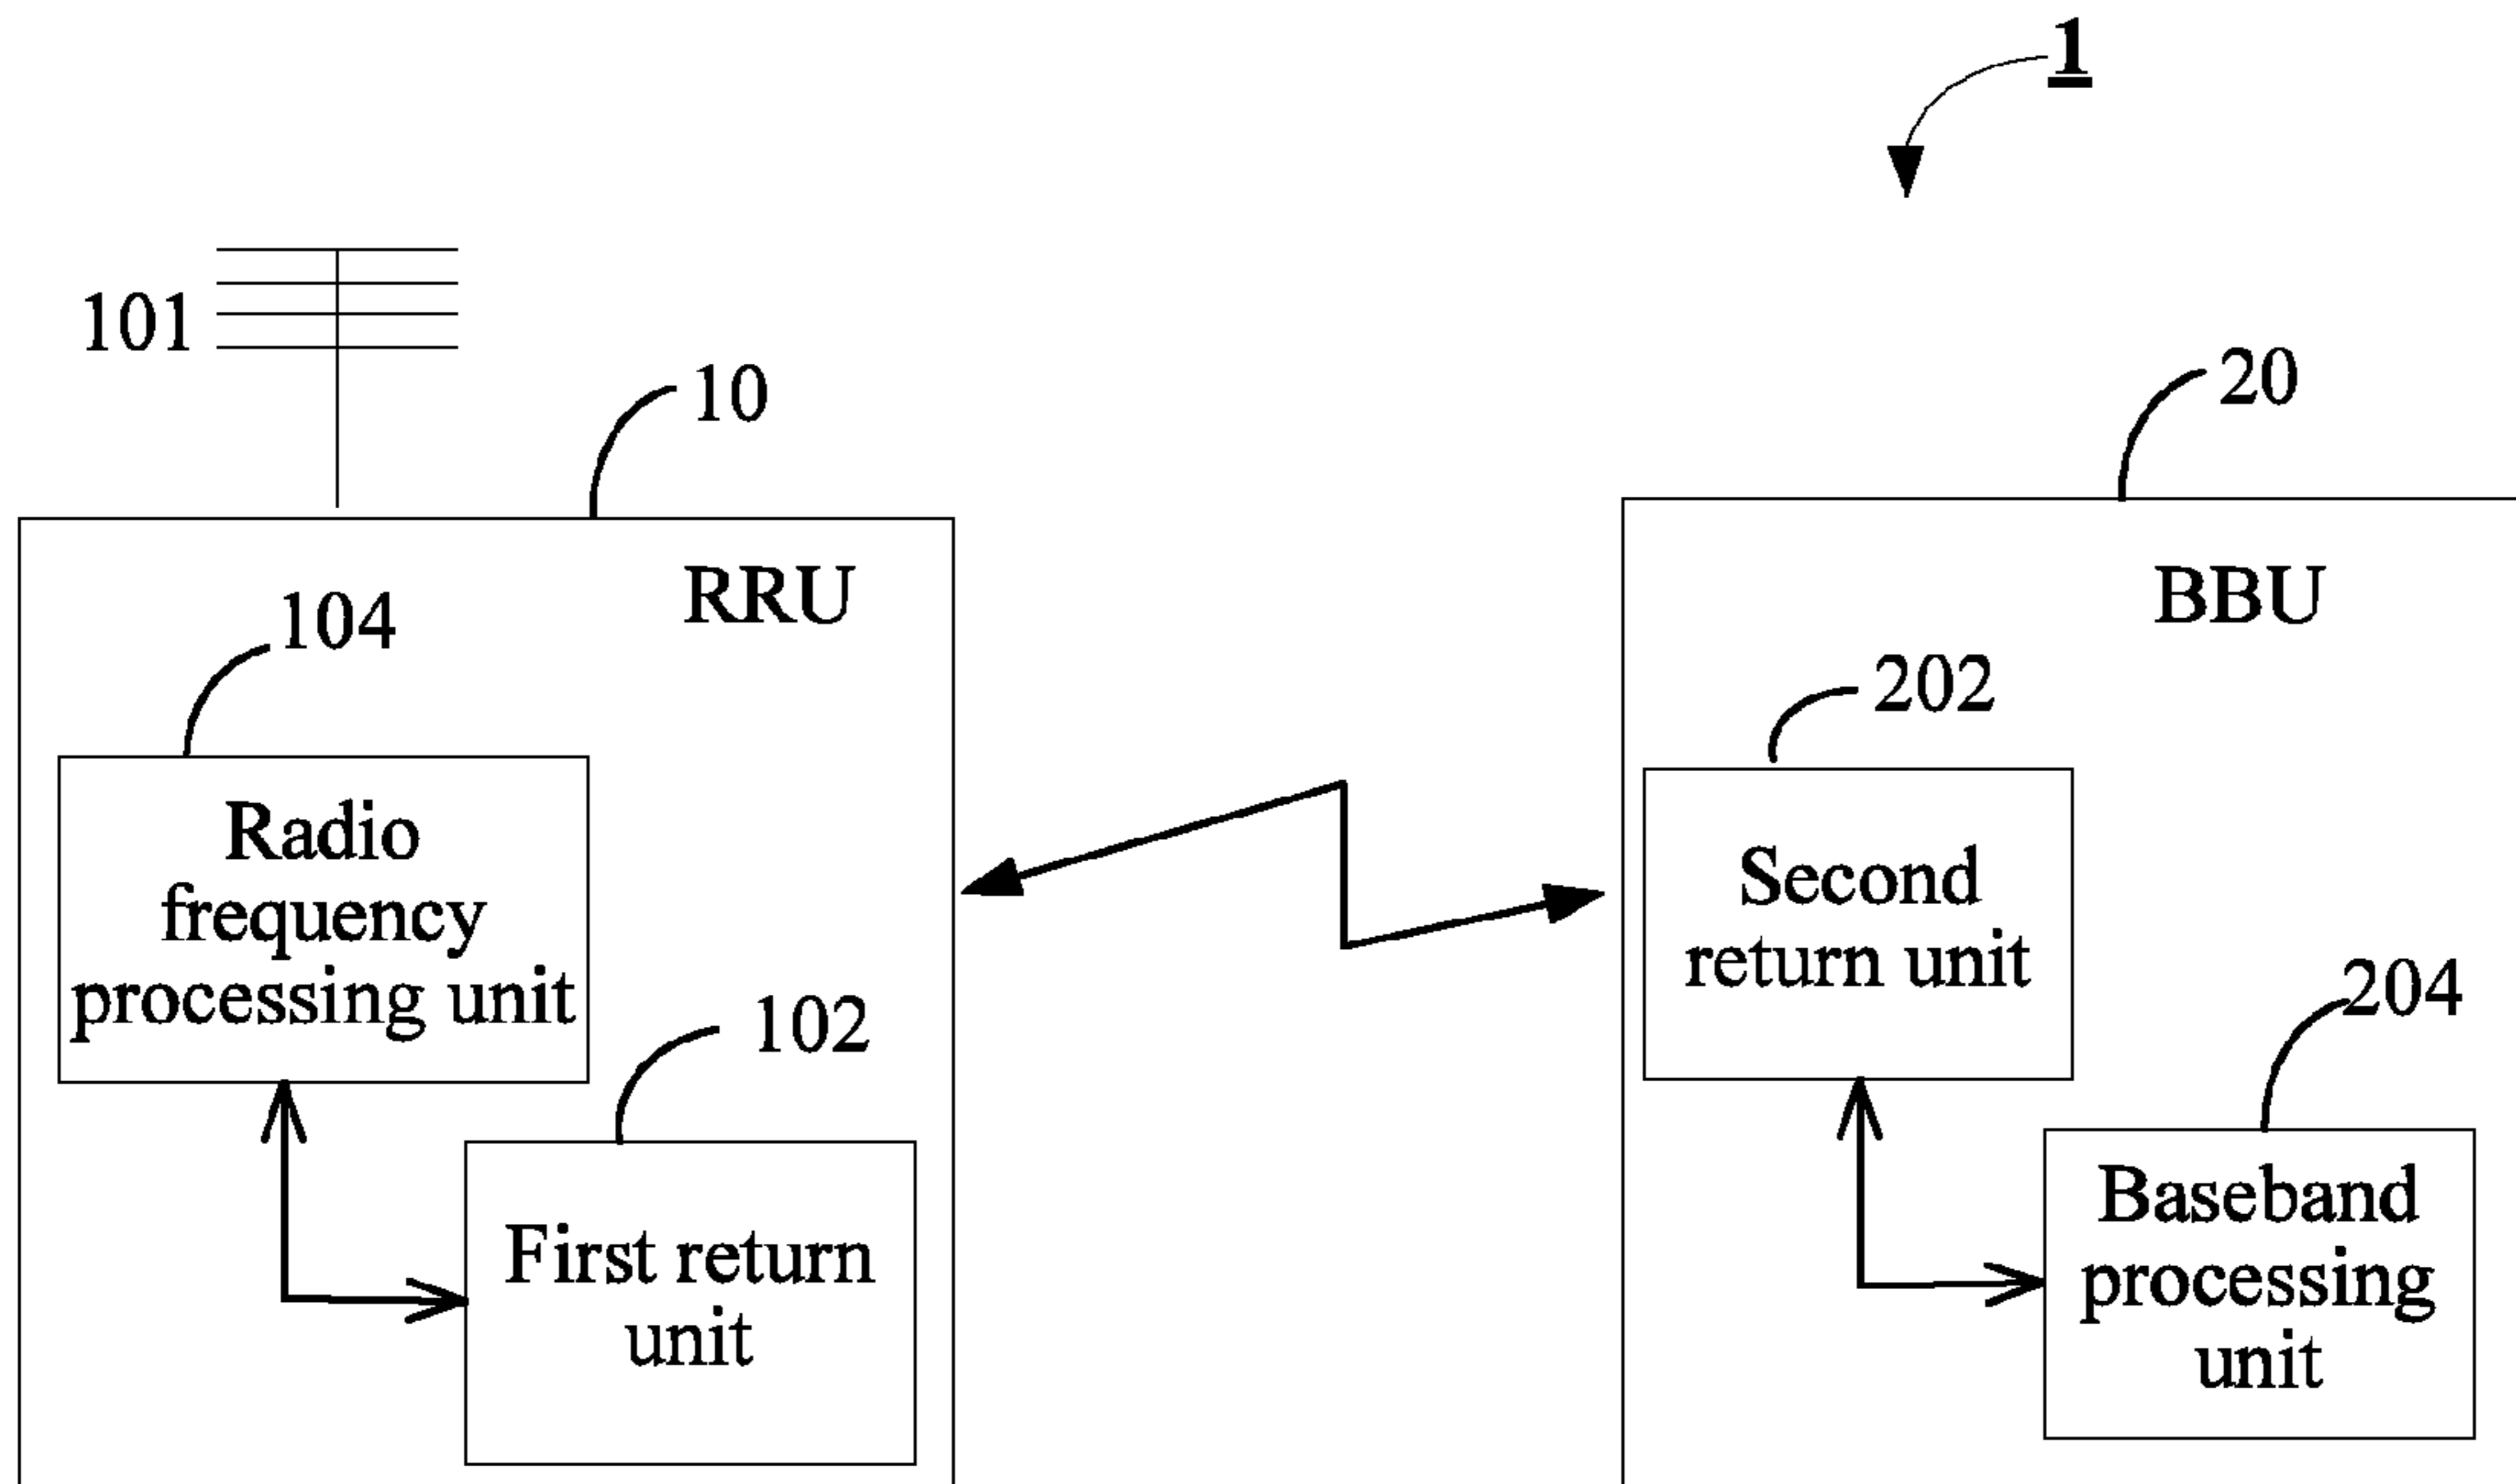 1
101
10
20
RRU
BBU
104
202
Radio
frequency
processing unit
Second
return unit
102
204
First return
unit
Baseband
processing
unit